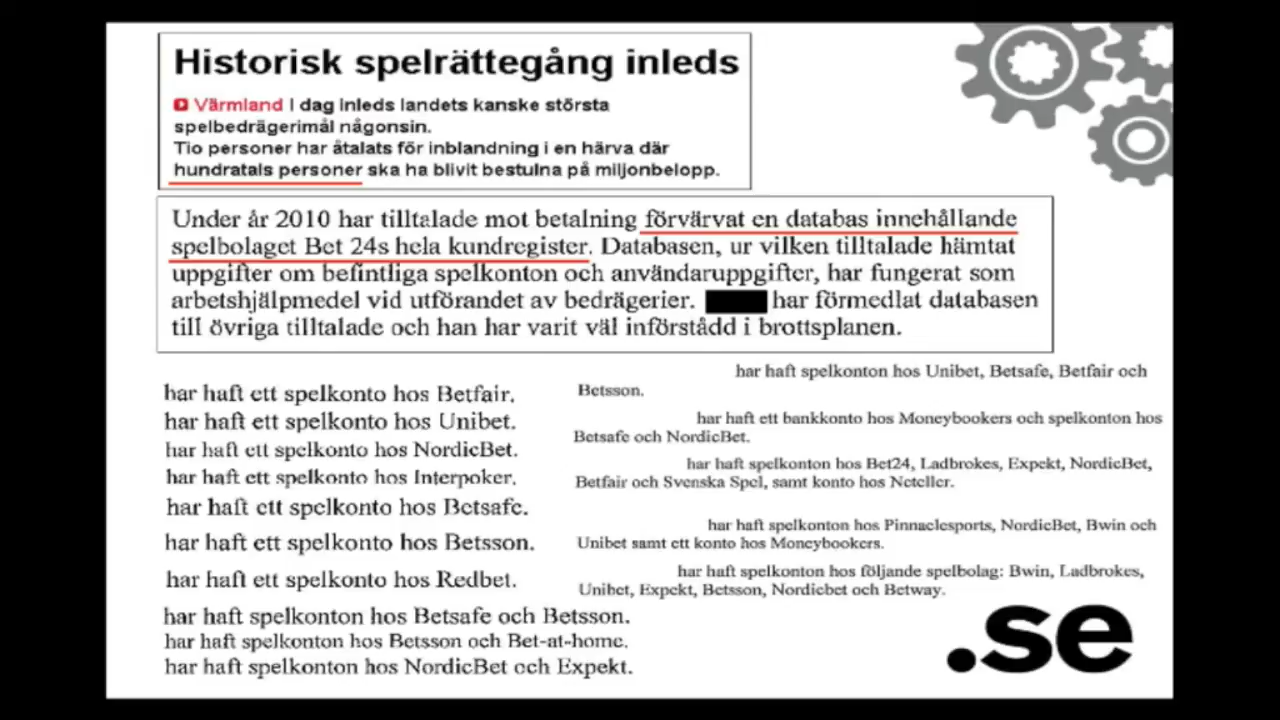 Historisk spelrättegång inleds
Värmland I dag inleds landets kanske största
spelbedrägerimål någonsin.
Tio personer har åtalats för inblandning i en härva där
hundratals personer ska ha blivit bestulna på miljonbelopp.
Under år 2010 har tilltalade mot betalning förvärvat en databas innehållande
spelbolaget Bet 24s hela kundregister. Databasen, ur vilken tilltalade hämtat
uppgifter om befintliga spelkonton och användaruppgifter, har fungerat som
arbetshjälpmedel vid utförandet av bedrägerier. har förmedlat databasen
till övriga tilltalade och han har varit väl införstådd i brottsplanen.
har haft ett spelkonto hos Betfair.
har haft ett spelkonto hos Unibet.
har haft ett spelkonto hos NordicBet.
har haft ett spelkonto hos Interpoker.
har haft ett spelkonto hos Betsafe.
har haft ett spelkonto hos Betsson.
har haft ett spelkonto hos Redbet.
har haft spelkonton hos Betsafe och Betsson.
har haft spelkonton hos Betsson och Bet-at-home.
har haft spelkonton hos NordicBet och Expekt.
har haft spelkonton hos Unibet, Betsafe, Betfair och
Betsson.
har haft ett bankkonto hos Moneybookers och spelkonton hos
Betsafe och NordicBet.
har haft spelkonton hos Bet24, Ladbrokes, Expekt, NordicBet,
Betfair och Svenska Spel, samt konto hos Neteller.
har haft spelkonton hos Pinnaclesports, NordicBet, Bwin och
Unibet samt ett konto hos Moneybookers.
har haft spelkonton hos följande spelbolag: Bwin, Ladbrokes,
Unibet, Expekt, Betsson, Nordicbet och Betway.
.se